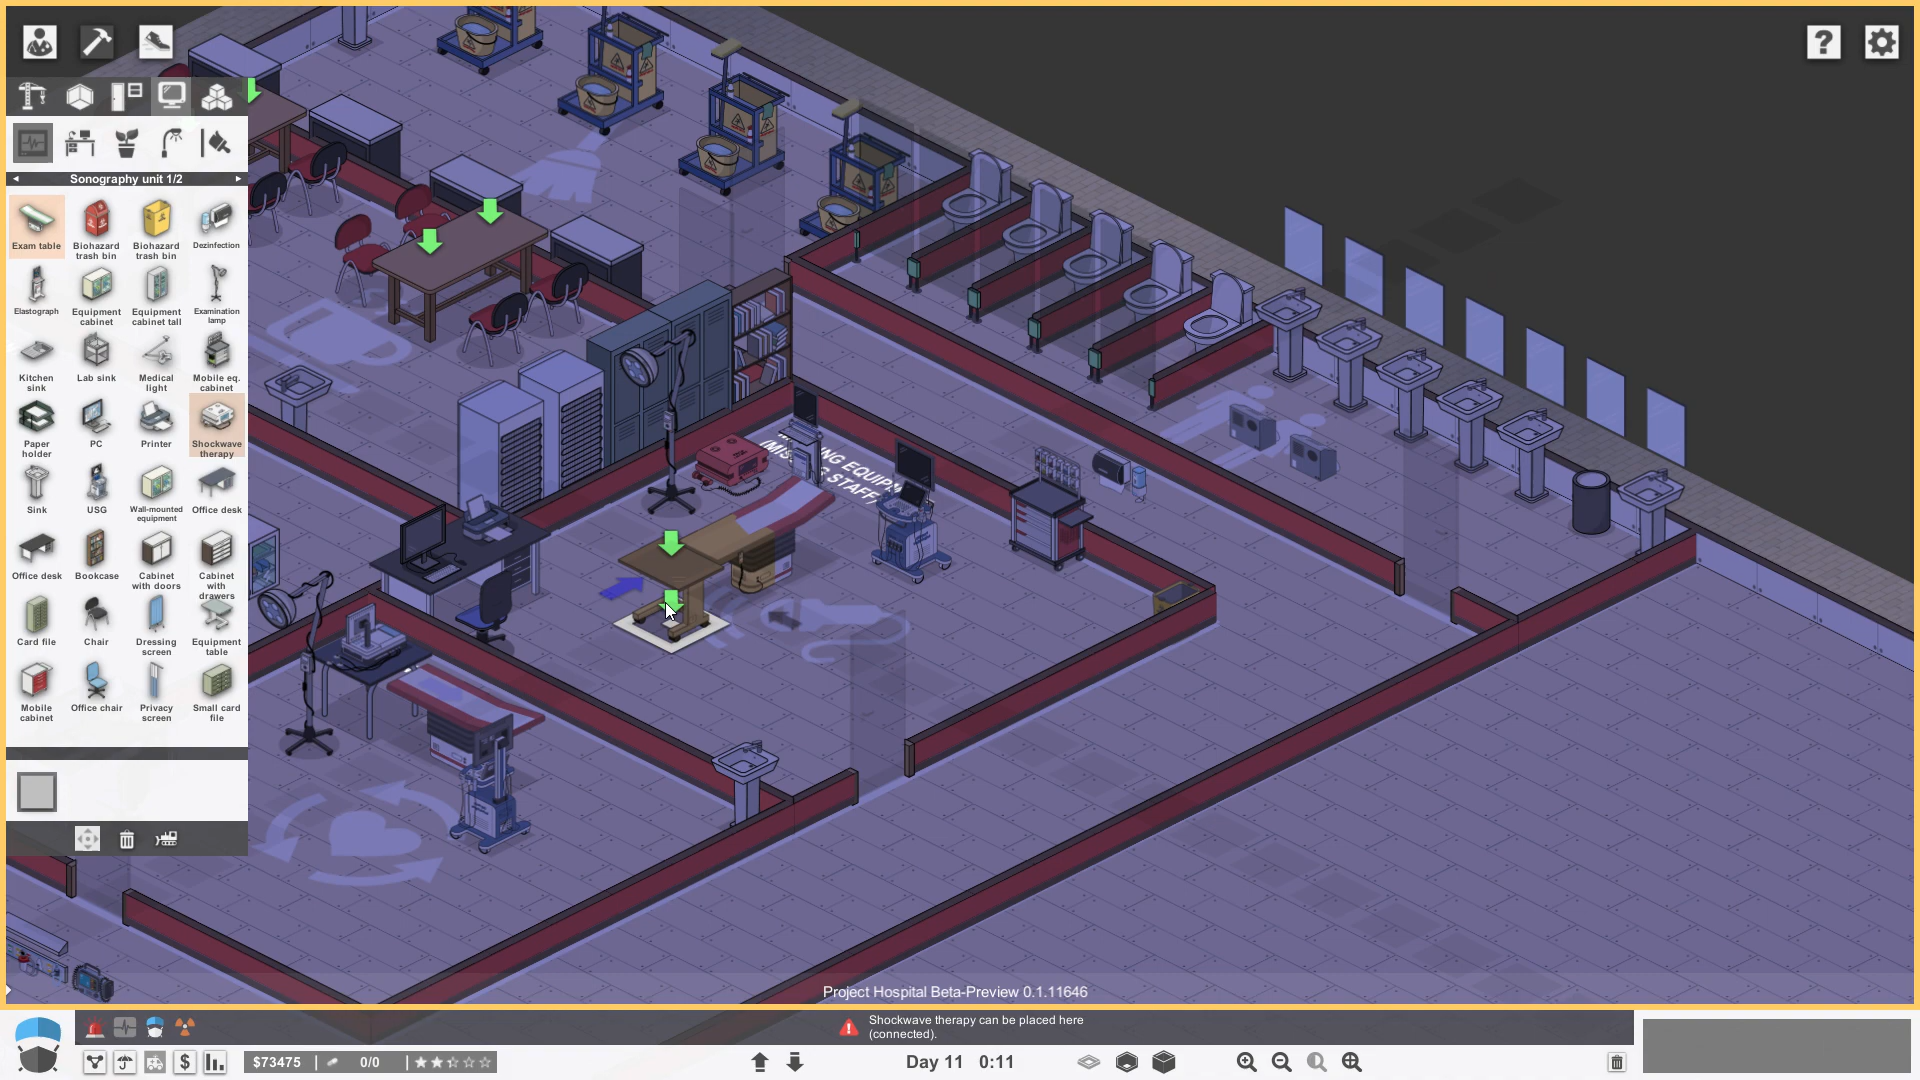 ?
Sonography unit 1/2
Exam table
Biohazard trash bin
Biohazard trash bin
Dezinfection
Elastograph
Equipment cabinet
Equipment cabinet tall
Examination lamp
Kitchen sink
Lab sink
Medical light
Mobile eq. cabinet
Paper holder
PC
Printer
Shockwave therapy
Sink
USG
Wall-mounted equipment
Office desk
Office desk
Bookcase
Cabinet with doors
Cabinet with drawers
Card file
Chair
Dressing screen
Equipment table
Mobile cabinet
Office chair
Privacy screen
Small card file
STAFF)
Project Hospital Beta-Preview 0.1.11646
Shockwave therapy can be placed here
(connected).
$
$73475
0/0
Day 11 0:11